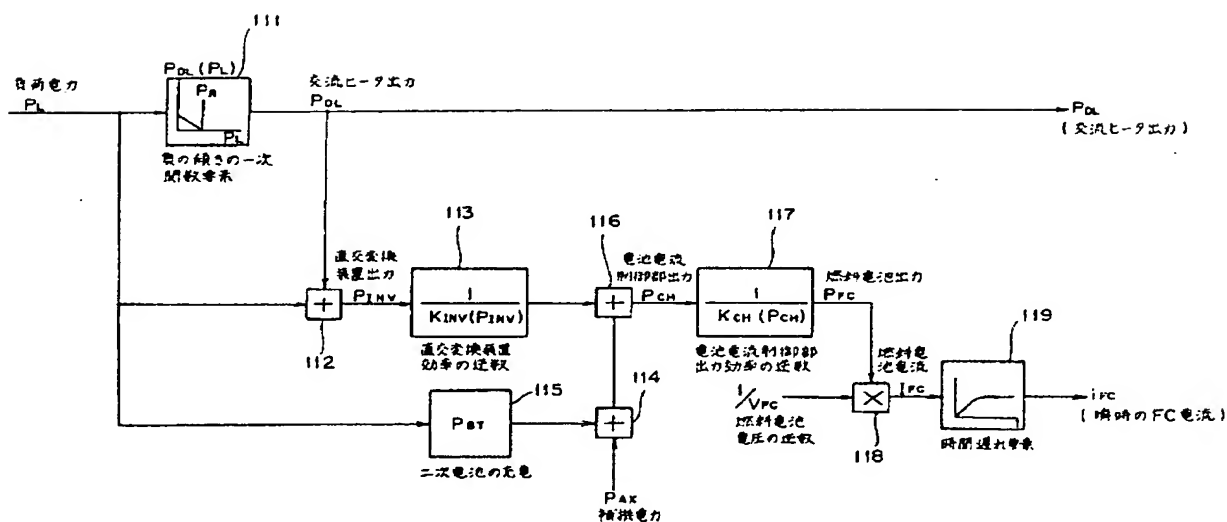 111
負荷電力
PL
PDL(PL)
PA
PL
負の傾きの一次
関数要素
交流ヒータ出力
PDL
PDL
(交流ヒータ出力)
直交変換
装置出力
PINV
+
112
113
1
KINV(PINV)
直交変換装置
効率の逆数
116
+
電池電流
制御部出力
PCH
117
1
KCH(PCH)
電池電流制御部
出力効率の逆数
燃料電池出力
PFC
115
PBT
二次電池の充電
+
114
PAX
補機電力
1/VFC
燃料電池
電圧の逆数
×
118
燃料電
池電流
IFC
119
時間遅れ要素
iFC
(瞬時のFC電流)